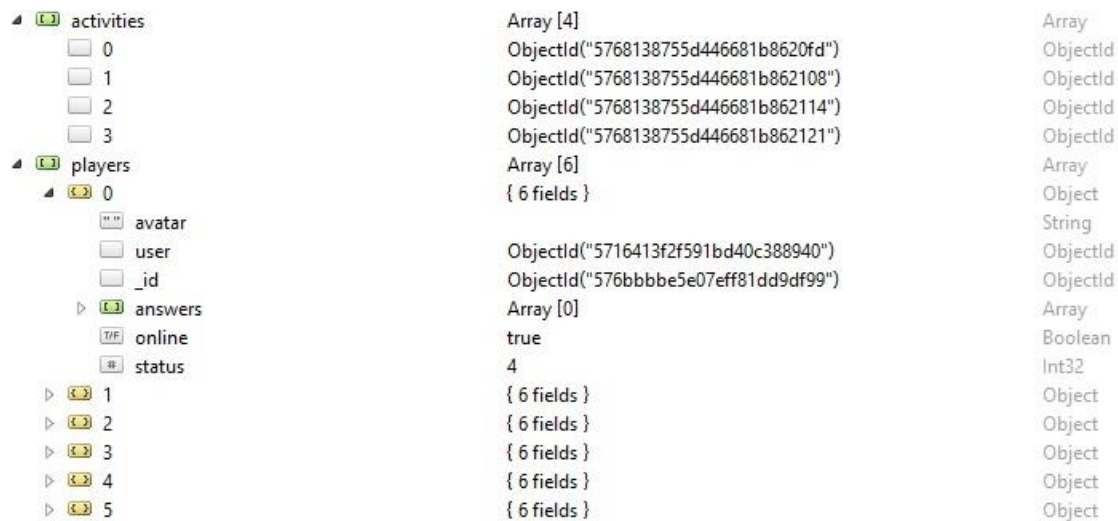 activities Array [4] Array
0 ObjectId("5768138755d446681b8620fd") ObjectId
1 ObjectId("5768138755d446681b862108") ObjectId
2 ObjectId("5768138755d446681b862114") ObjectId
3 ObjectId("5768138755d446681b862121") ObjectId
players Array [6] Array
0 { 6 fields } Object
"" avatar String
user ObjectId("5716413f2f591bd40c388940") ObjectId
_id ObjectId("576bbbbe5e07eff81dd9df99") ObjectId
answers Array [0] Array
T/F online true Boolean
# status 4 Int32
1 { 6 fields } Object
2 { 6 fields } Object
3 { 6 fields } Object
4 { 6 fields } Object
5 { 6 fields } Object